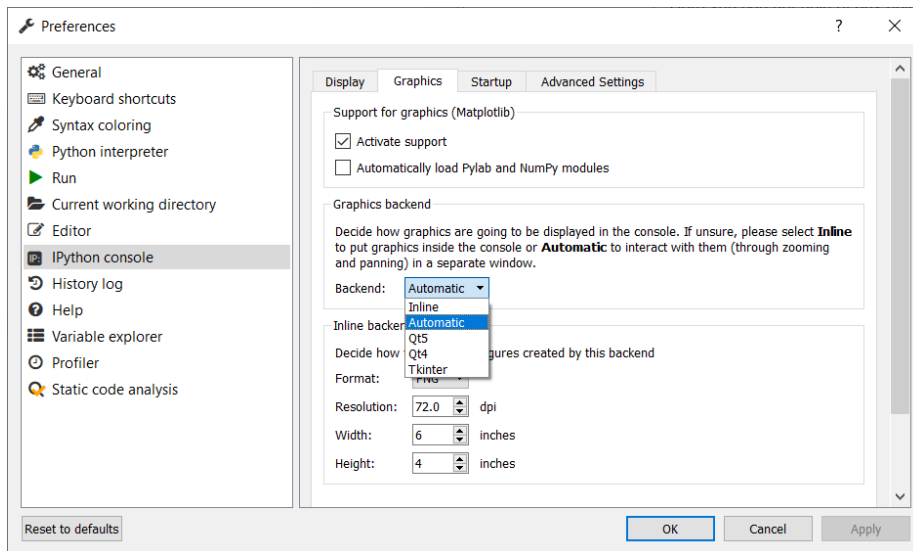 Preferences
?
General
Keyboard shortcuts
Syntax coloring
Python interpreter
Run
Current working directory
Editor
IP:
IPython console
History log
Help
Variable explorer
Profiler
Static code analysis
Display Graphics Startup Advanced Settings
Support for graphics (Matplotlib)
Activate support
Automatically load Pylab and NumPy modules
Graphics backend
Decide how graphics are going to be displayed in the console. If unsure, please select Inline
to put graphics inside the console or Automatic to interact with them (through zooming
and panning) in a separate window.
Backend: Automatic
Inline
Automatic
Qt5
Qt4
Tkinter
Inline backen
Decide how gures created by this backend
Format: PNG
Resolution: 72.0 dpi
Width: 6 inches
Height: 4 inches
Reset to defaults
OK Cancel Apply